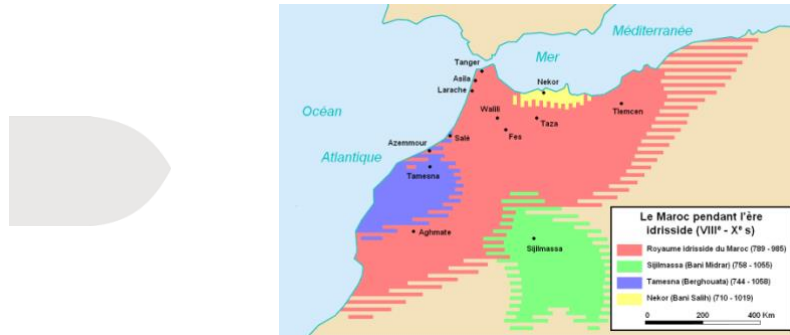 Méditerranée
Mer
Tanger
Asila
Larache
Nekor
Océan
Walili
Tlemcen
Taza
Fes
Salé
Azemmour
Atlantique
Tamesna
Aghmate
Sijilmassa
Le Maroc pendant l'ère
idrisside (VIIIᵉ - Xᵉ s)
Royaume idrisside du Maroc (789 - 985)
Sijilmassa (Bani Midrar) (758 - 1055)
Tamesna (Berghouata) (744 - 1058)
Nekor (Bani Salih) (710 - 1019)
0 200 400 Km